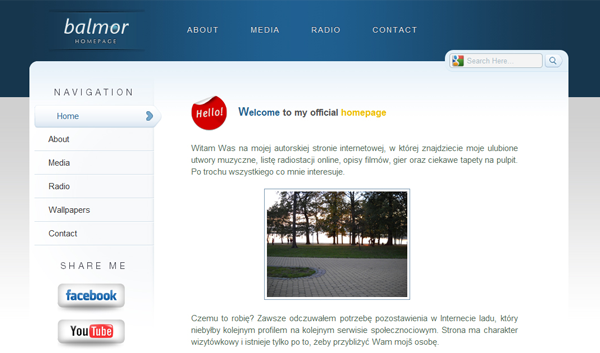 balmor
HOMEPAGE
ABOUT
MEDIA
RADIO
CONTACT
Search Here...
NAVIGATION
Home
About
Media
Radio
Wallpapers
Contact
SHARE ME
facebook
YouTube
Hello!
Welcome to my official homepage
Witam Was na mojej autorskiej stronie internetowej, w której znajdziecie moje ulubione
utwory muzyczne, listę radiostacji online, opisy filmów, gier oraz ciekawe tapety na pulpit.
Po trochu wszystkiego co mnie interesuje.
Czemu to robię? Zawsze odczuwałem potrzebę pozostawienia w Internecie ladu, który
niebyłby kolejnym profilem na kolejnym serwisie społecznościowym. Strona ma charakter
wizytówkowy i istnieje tylko po to, żeby przybliżyć Wam mojš osobę.